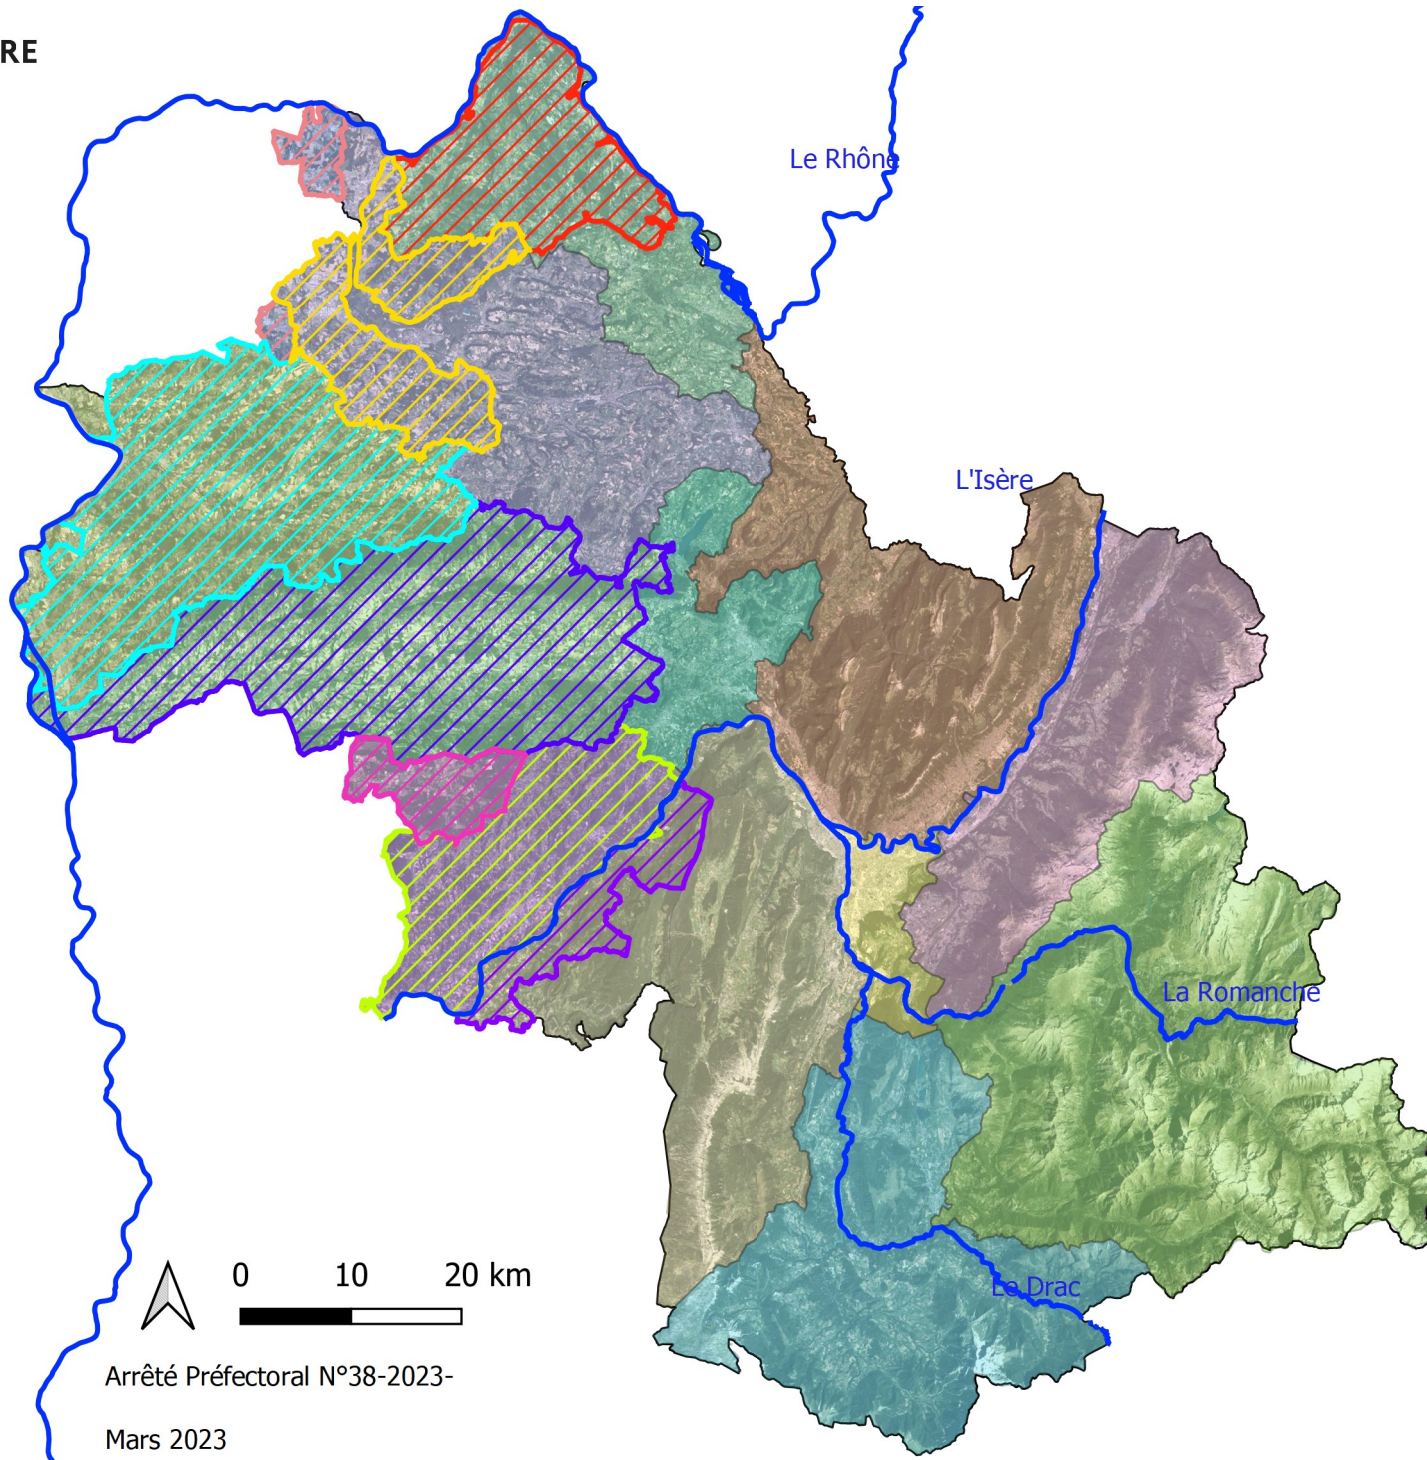 RE
Le Rhône
L'Isère
La Romanche
Le Drac
0 10 20 km
Arrêté Préfectoral N°38-2023-
Mars 2023